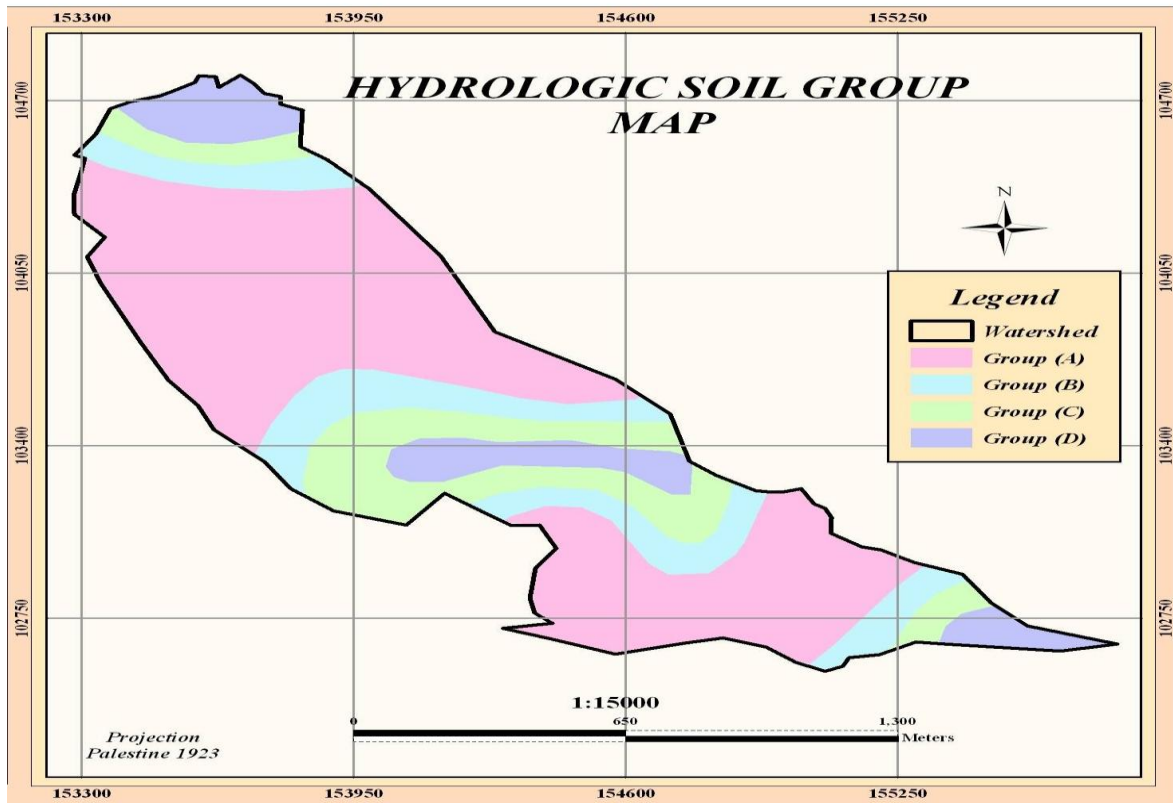 153300 153950 154600 155250
HYDROLOGIC SOIL GROUP
MAP
104700 104700
N
104050 104050
Legend
Watershed
Group (A)
Group (B)
Group (C)
Group (D)
103400 103400
102750 102750
1:15000
0 650 1,300
Meters
Projection
Palestine 1923
153300 153950 154600 155250